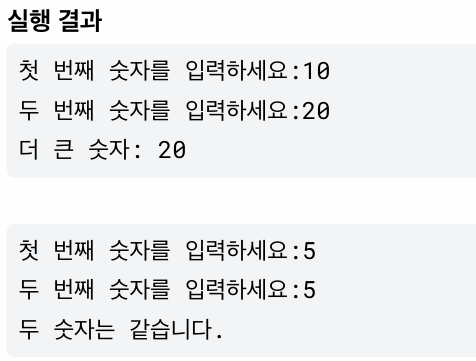 실행 결과
첫 번째 숫자를 입력하세요:10
두 번째 숫자를 입력하세요:20
더 큰 숫자: 20
첫 번째 숫자를 입력하세요:5
두 번째 숫자를 입력하세요:5
두 숫자는 같습니다.